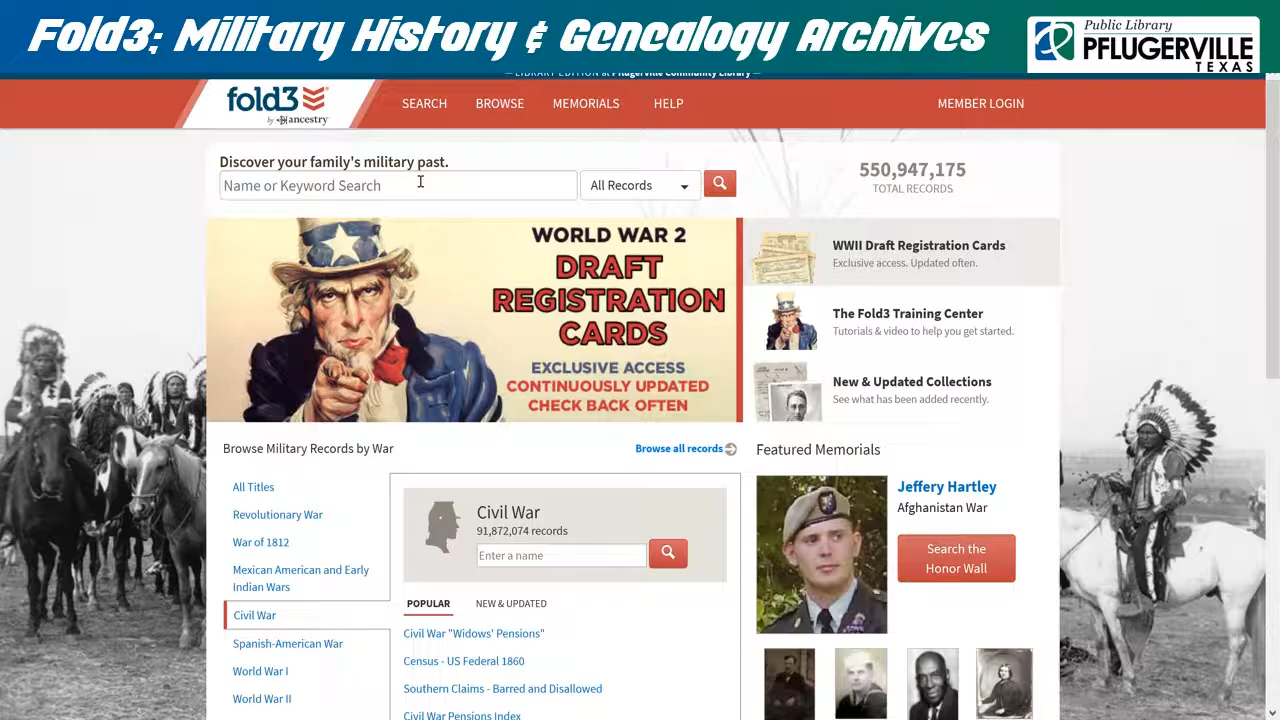 Fold3: Military History & Genealogy Archives
Public Library
PFLUGERVILLE
TEXAS
— LIBRARY EDITION at Pflugerville Community Library —
fold3
by ancestry
SEARCH
BROWSE
MEMORIALS
HELP
MEMBER LOGIN
Discover your family's military past.
Name or Keyword Search
All Records
550,947,175
TOTAL RECORDS
WORLD WAR 2
DRAFT
REGISTRATION
CARDS
EXCLUSIVE ACCESS
CONTINUOUSLY UPDATED
CHECK BACK OFTEN
WWII Draft Registration Cards
Exclusive access. Updated often.
The Fold3 Training Center
Tutorials & video to help you get started.
New & Updated Collections
See what has been added recently.
Browse Military Records by War
Browse all records
All Titles
Revolutionary War
War of 1812
Mexican American and Early
Indian Wars
Civil War
Spanish-American War
World War I
World War II
Civil War
91,872,074 records
Enter a name
POPULAR
NEW & UPDATED
Civil War "Widows' Pensions"
Census - US Federal 1860
Southern Claims - Barred and Disallowed
Civil War Pensions Index
Featured Memorials
Jeffery Hartley
Afghanistan War
Search the
Honor Wall